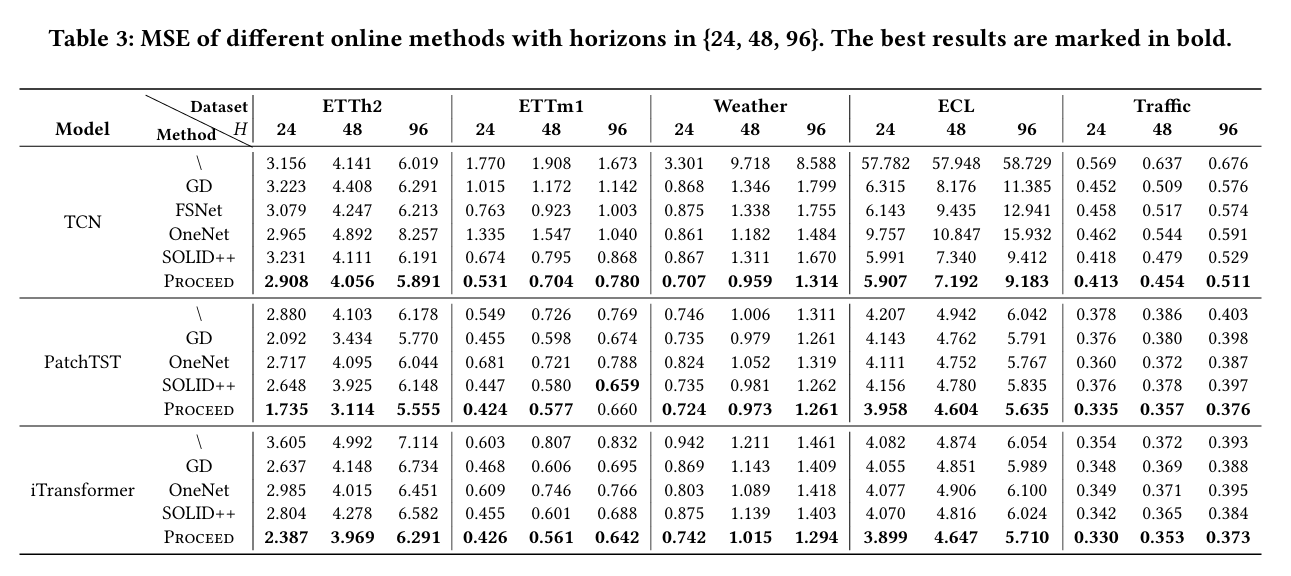 Table 3: MSE of different online methods with horizons in {24, 48, 96}. The best results are marked in bold.
Dataset ETTh2 ETTm1 Weather ECL Traffic
Model Method H 24 48 96 24 48 96 24 48 96 24 48 96 24 48 96
\ 3.156 4.141 6.019 1.770 1.908 1.673 3.301 9.718 8.588 57.782 57.948 58.729 0.569 0.637 0.676
GD 3.223 4.408 6.291 1.015 1.172 1.142 0.868 1.346 1.799 6.315 8.176 11.385 0.452 0.509 0.576
TCN FSNet 3.079 4.247 6.213 0.763 0.923 1.003 0.875 1.338 1.755 6.143 9.435 12.941 0.458 0.517 0.574
OneNet 2.965 4.892 8.257 1.335 1.547 1.040 0.861 1.182 1.484 9.757 10.847 15.932 0.462 0.544 0.591
SOLID++ 3.231 4.111 6.191 0.674 0.795 0.868 0.867 1.311 1.670 5.991 7.340 9.412 0.418 0.479 0.529
PROCEED 2.908 4.056 5.891 0.531 0.704 0.780 0.707 0.959 1.314 5.907 7.192 9.183 0.413 0.454 0.511
\ 2.880 4.103 6.178 0.549 0.726 0.769 0.746 1.006 1.311 4.207 4.942 6.042 0.378 0.386 0.403
GD 2.092 3.434 5.770 0.455 0.598 0.674 0.735 0.979 1.261 4.143 4.762 5.791 0.376 0.380 0.398
PatchTST OneNet 2.717 4.095 6.044 0.681 0.721 0.788 0.824 1.052 1.319 4.111 4.752 5.767 0.360 0.372 0.387
SOLID++ 2.648 3.925 6.148 0.447 0.580 0.659 0.735 0.981 1.262 4.156 4.780 5.835 0.376 0.378 0.397
PROCEED 1.735 3.114 5.555 0.424 0.577 0.660 0.724 0.973 1.261 3.958 4.604 5.635 0.335 0.357 0.376
\ 3.605 4.992 7.114 0.603 0.807 0.832 0.942 1.211 1.461 4.082 4.874 6.054 0.354 0.372 0.393
GD 2.637 4.148 6.734 0.468 0.606 0.695 0.869 1.143 1.409 4.055 4.851 5.989 0.348 0.369 0.388
iTransformer OneNet 2.985 4.015 6.451 0.609 0.746 0.766 0.803 1.089 1.418 4.077 4.906 6.100 0.349 0.371 0.395
SOLID++ 2.804 4.278 6.582 0.455 0.601 0.688 0.875 1.139 1.403 4.070 4.816 6.024 0.342 0.365 0.384
PROCEED 2.387 3.969 6.291 0.426 0.561 0.642 0.742 1.015 1.294 3.899 4.647 5.710 0.330 0.353 0.373